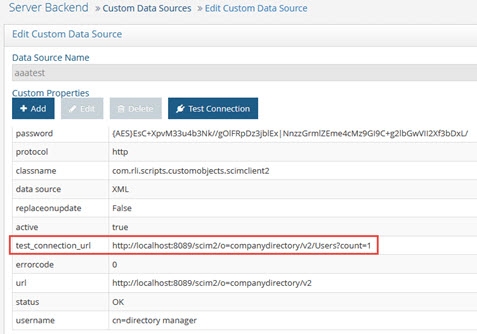 Server Backend » Custom Data Sources » Edit Custom Data Source
Edit Custom Data Source
Data Source Name
aaatest
Custom Properties
+ Add Edit Delete Test Connection
password {AES}EsC+XpvM33u4b3Nk//gOlFRpDz3jblEx|NnzzGrmlZEme4cMz9GI9C+g2lbGwVII2Xf3bDxL/
protocol http
classname com.rli.scripts.customobjects.scimclient2
data source XML
replaceonupdate False
active true
test_connection_url http://localhost:8089/scim2/o=companydirectory/v2/Users?count=1
errorcode 0
url http://localhost:8089/scim2/o=companydirectory/v2
status OK
username cn=directory manager